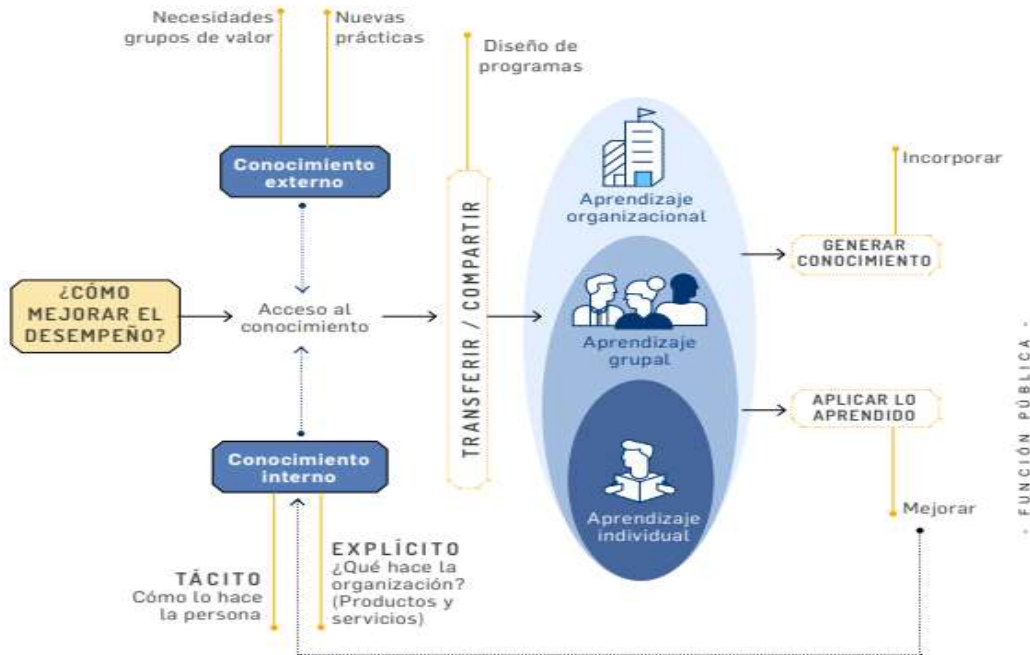 Necesidades
grupos de valor
Nuevas
prácticas
Diseño de
programas
Conocimiento
externo
Aprendizaje
organizacional
Incorporar
GENERAR
CONOCIMIENTO
¿CÓMO
MEJORAR EL
DESEMPEÑO?
Acceso al
conocimiento
TRANSFERIR / COMPARTIR
Aprendizaje
grupal
APLICAR LO
APRENDIDO
Conocimiento
interno
Aprendizaje
individual
Mejorar
TÁCITO
Cómo lo hace
la persona
EXPLÍCITO
¿Qué hace la
organización?
(Productos y
servicios)
- FUNCIÓN PÚBLICA -